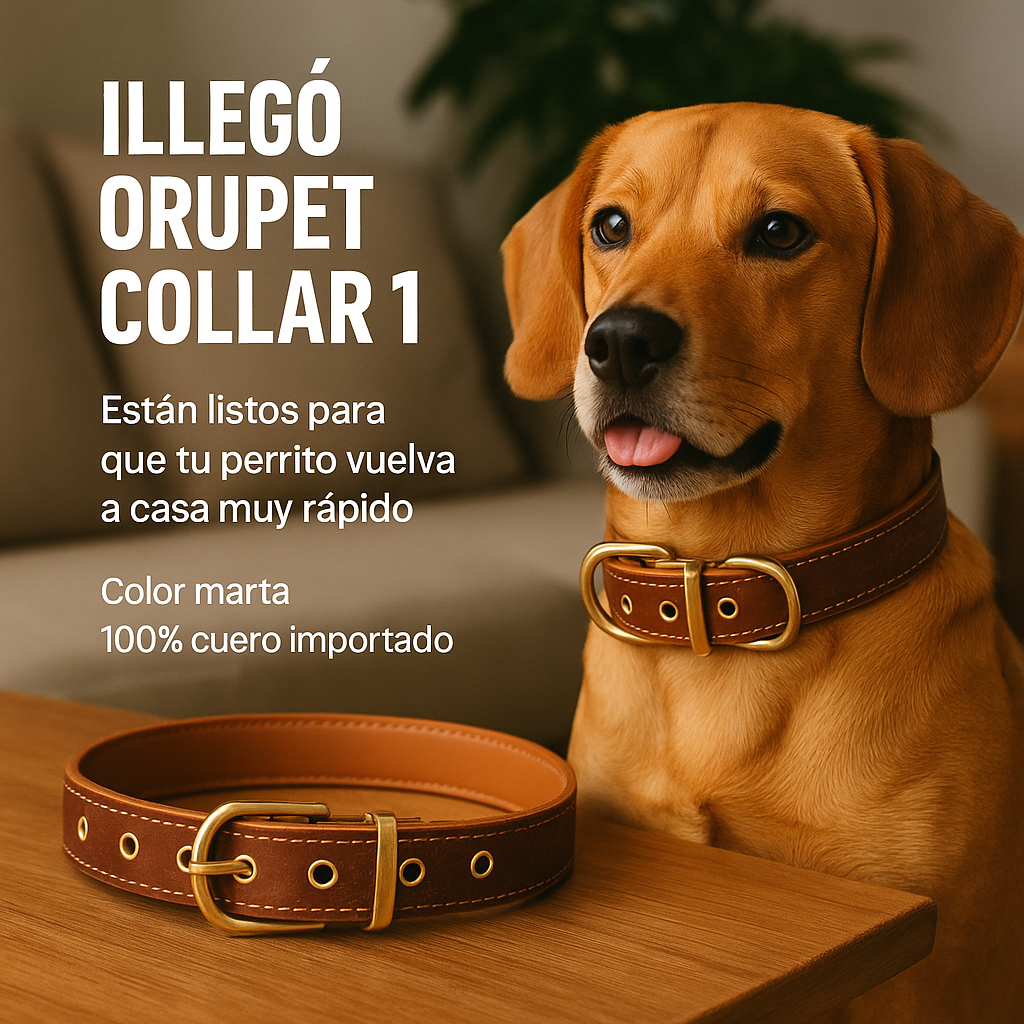 ILLEGÓ
ORUPET
COLLAR 1
Están listos para
que tu perrito vuelva
a casa muy rápido
Color marta
100% cuero importado